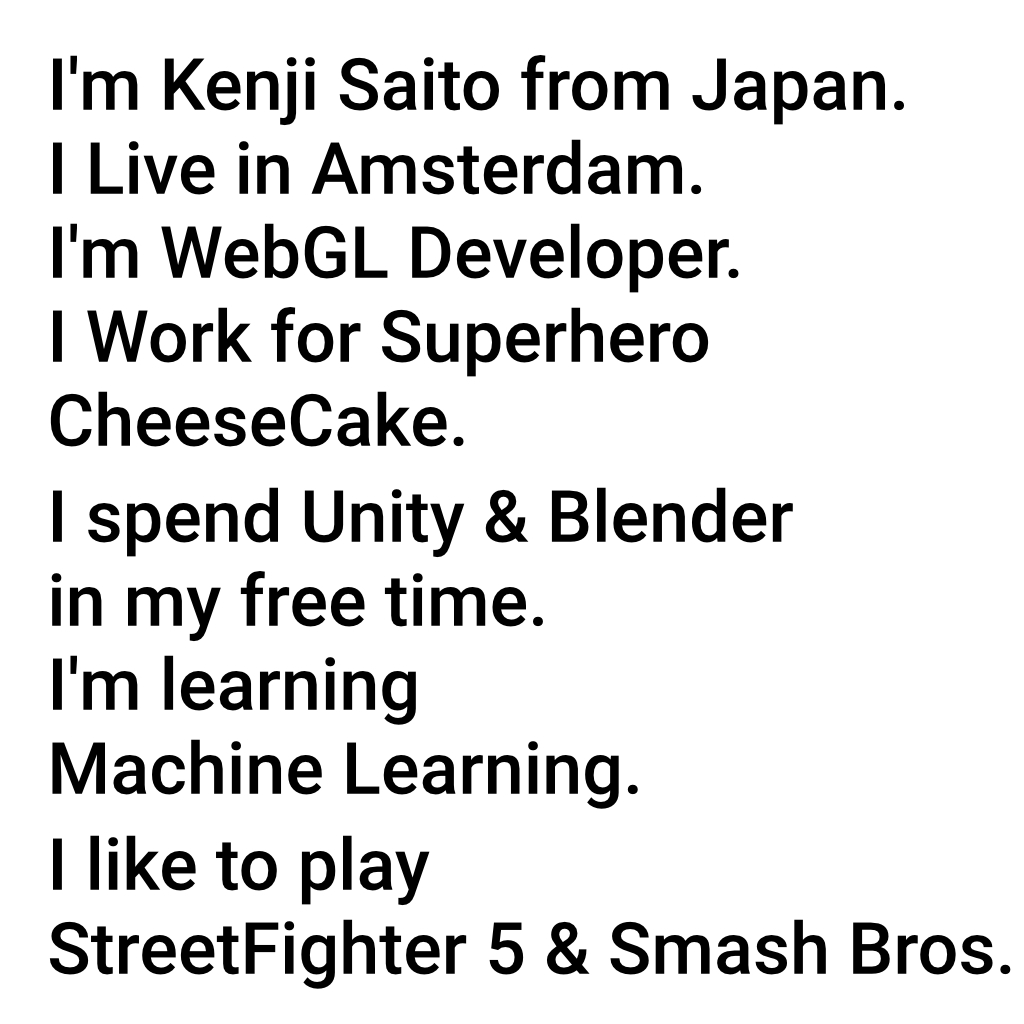 I'm Kenji Saito from Japan.
I Live in Amsterdam.
I'm WebGL Developer.
I Work for Superhero
CheeseCake.
I spend Unity & Blender
in my free time.
I'm learning
Machine Learning.
I like to play
StreetFighter 5 & Smash Bros.